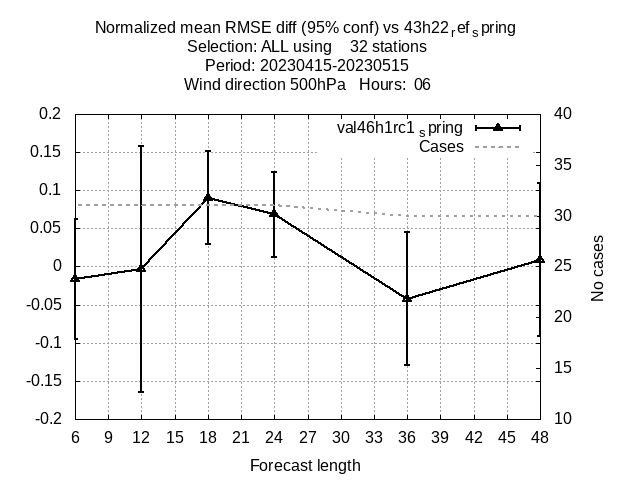 Normalized mean RMSE diff (95% conf) vs 43h22refspring
Selection: ALL using 32 stations
Period: 20230415-20230515
Wind direction 500hPa Hours: 06
val46h1rc1spring
Cases
0.2
0.15
0.1
0.05
0
-0.05
-0.1
-0.15
-0.2
40
35
30
25
20
15
10
No cases
6 9 12 15 18 21 24 27 30 33 36 39 42 45 48
Forecast length